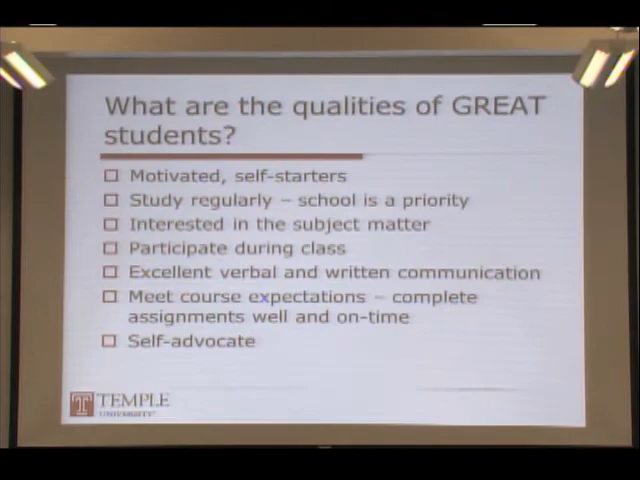 What are the qualities of GREAT
students?
Motivated, self-starters
Study regularly – school is a priority
Interested in the subject matter
Participate during class
Excellent verbal and written communication
Meet course expectations – complete
assignments well and on-time
Self-advocate
TEMPLE
UNIVERSITY